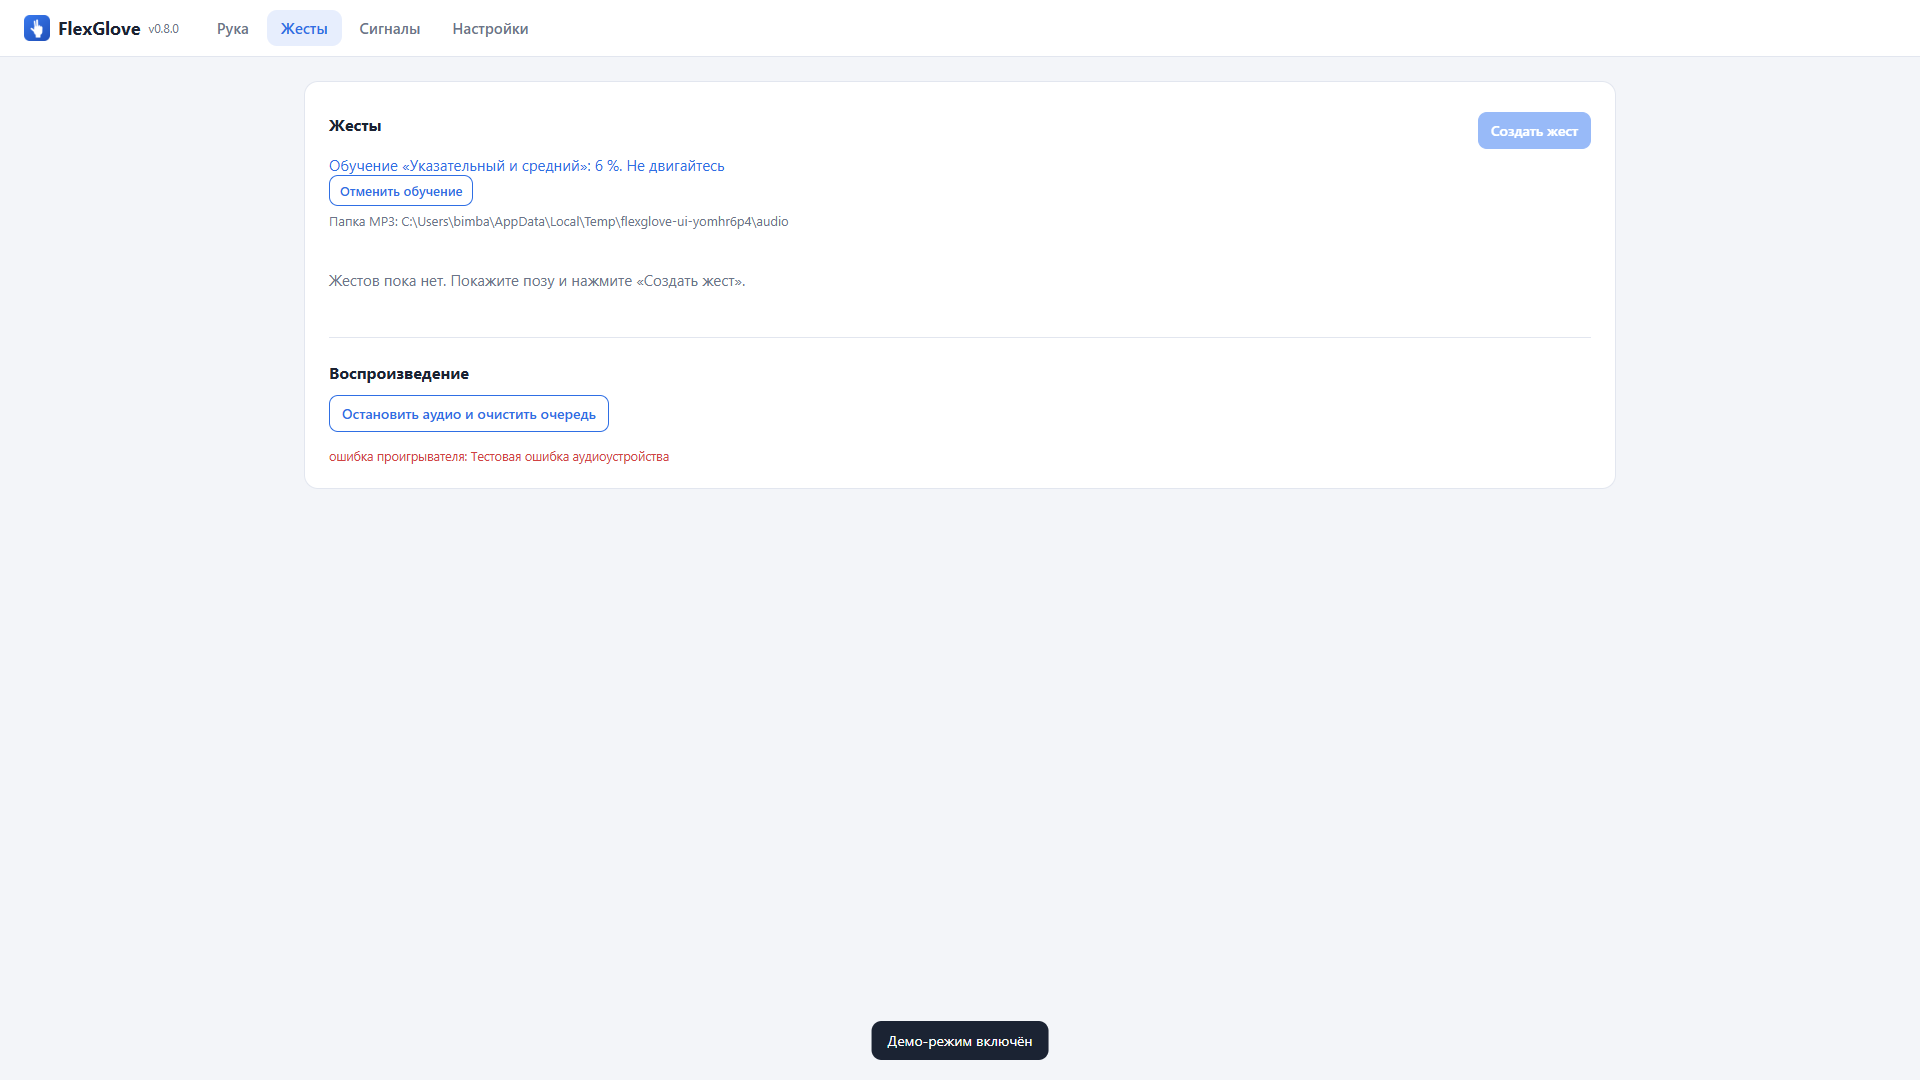 FlexGlove v0.8.0 Рука Жесты Сигналы Настройки
Жесты
Создать жест
Обучение «Указательный и средний»: 6 %. Не двигайтесь
Отменить обучение
Папка MP3: C:\Users\bimba\AppData\Local\Temp\flexglove-ui-yomhr6p4\audio
Жестов пока нет. Покажите позу и нажмите «Создать жест».
Воспроизведение
Остановить аудио и очистить очередь
ошибка проигрывателя: Тестовая ошибка аудиоустройства
Демо-режим включён